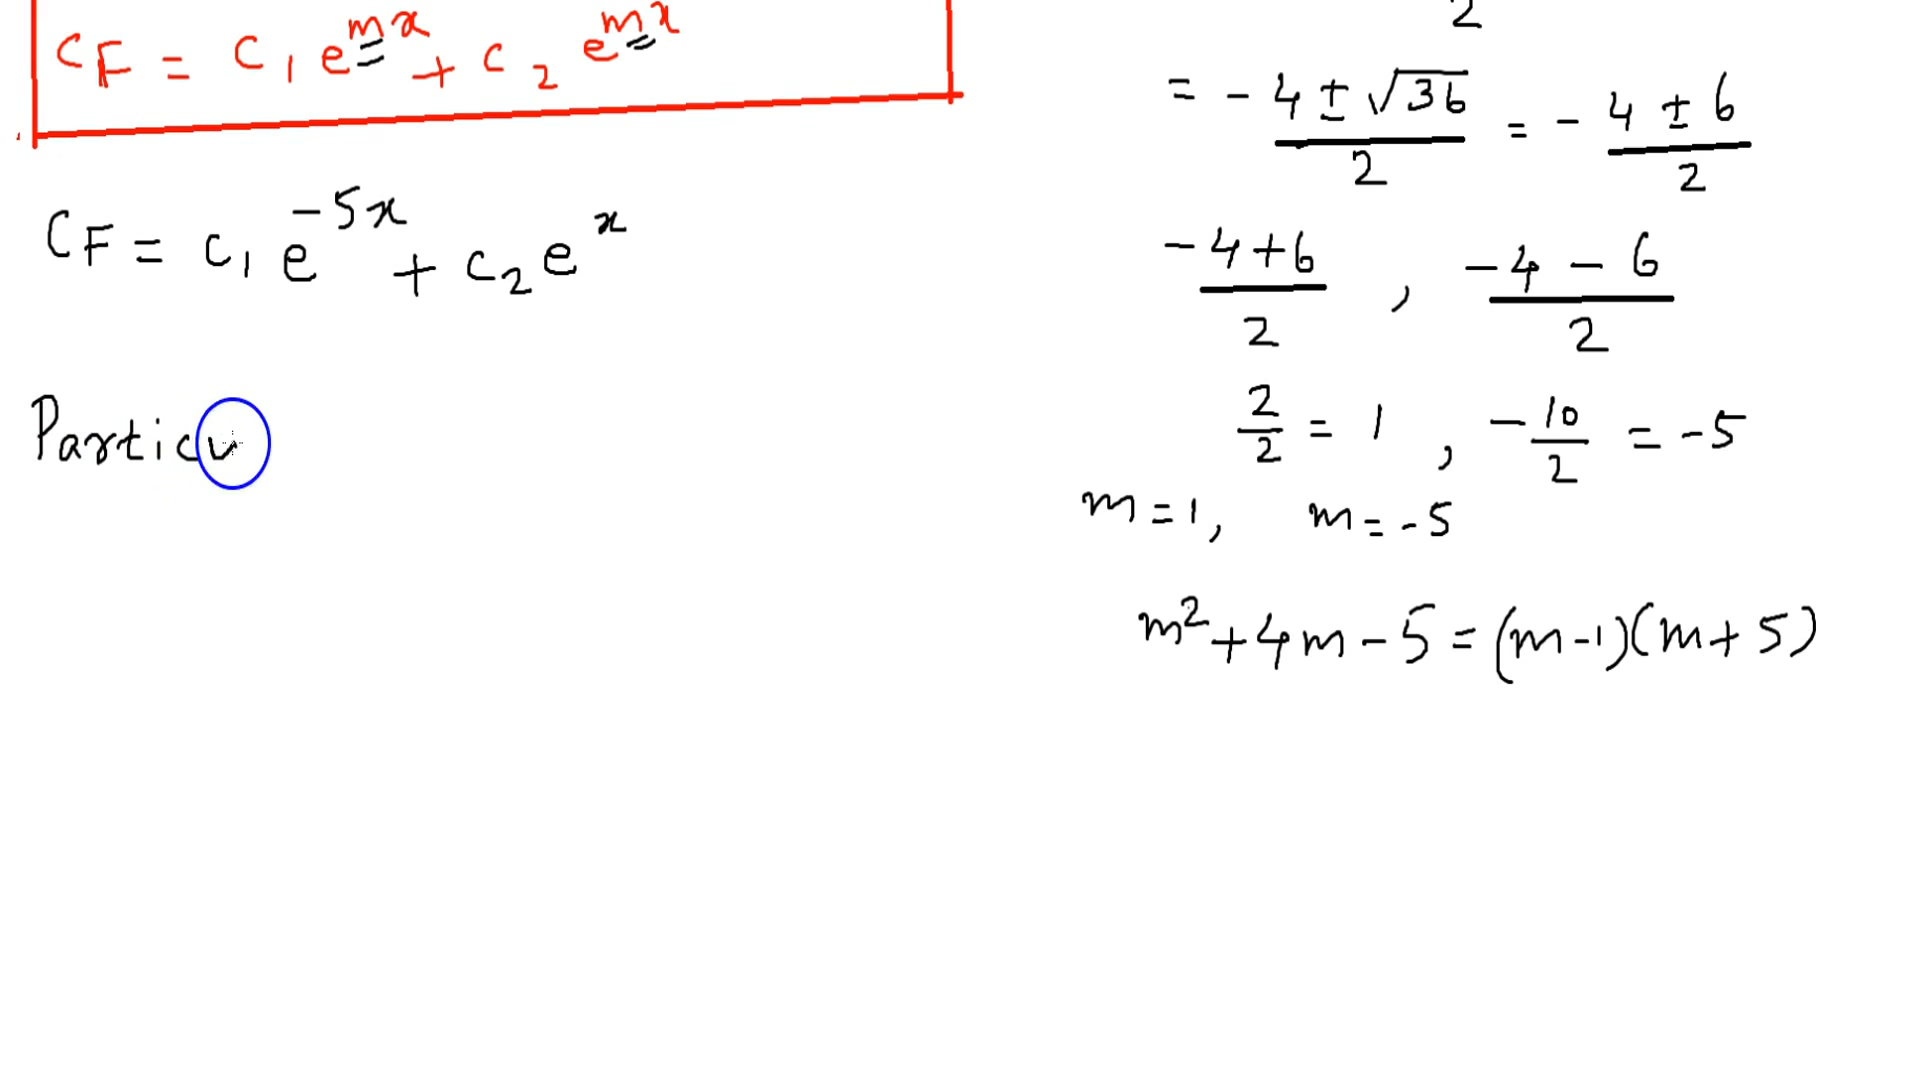 CF = c₁ e^mx + c₂ e^mx
CF = c₁ e^-5x + c₂ e^x
Particu
2
= - 4 ± √36 / 2 = - 4 ± 6 / 2
-4+6 / 2 , -4 - 6 / 2
2/2 = 1 , -10/2 = -5
m = 1, m = -5
m² + 4m - 5 = (m-1)(m+5)